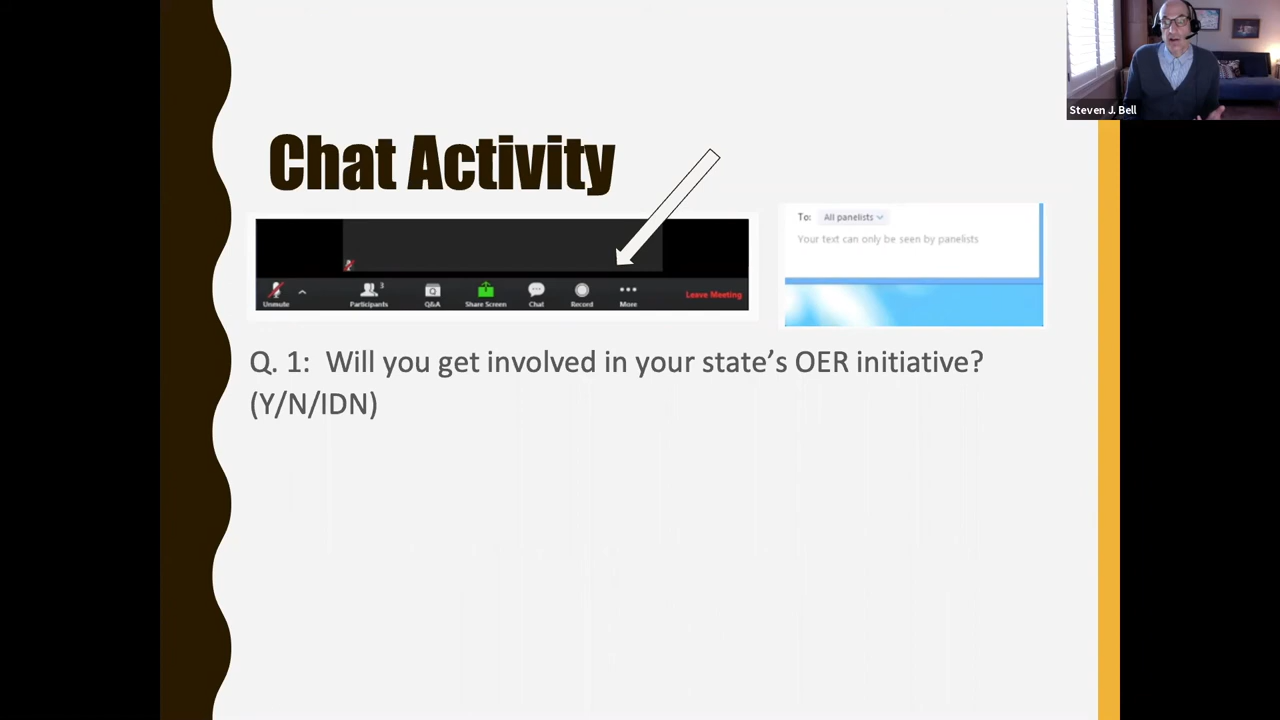 Steven J. Bell
Chat Activity
To: All panelists
Your text can only be seen by panelists
3
Unmute Participants Q&A Share Screen Chat Record More Leave Meeting
Q. 1: Will you get involved in your state’s OER initiative?
(Y/N/IDN)